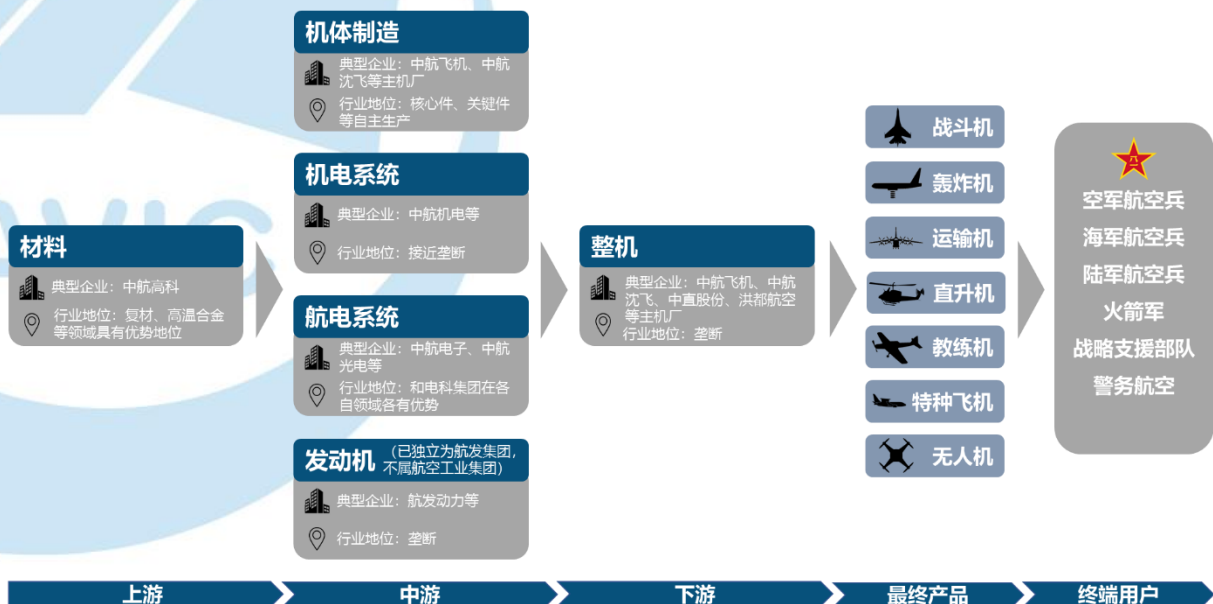 机体制造
典型企业：中航飞机、中航
沈飞等主机厂
行业地位：核心件、关键件
等自主生产
机电系统
典型企业：中航机电等
行业地位：接近垄断
材料
典型企业：中航高科
行业地位：复材、高温合金
等领域具有优势地位
航电系统
典型企业：中航电子、中航
光电等
行业地位：和电科集团在各
自领域各有优势
发动机 （已独立为航发集团，
不属航空工业集团）
典型企业：航发动力等
行业地位：垄断
整机
典型企业：中航飞机、中航
沈飞、中直股份、洪都航空
等主机厂
行业地位：垄断
战斗机
轰炸机
运输机
直升机
教练机
特种飞机
无人机
八一
空军航空兵
海军航空兵
陆军航空兵
火箭军
战略支援部队
警务航空
上游
中游
下游
最终产品
终端用户
AVIC